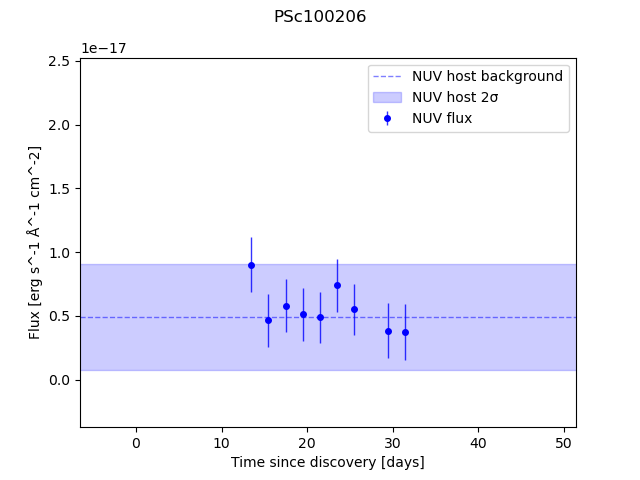 PSc100206
1e−17
NUV host background
NUV host 2σ
NUV flux
Flux [erg s^-1 Å^-1 cm^-2]
2.5
2.0
1.5
1.0
0.5
0.0
0 10 20 30 40 50
Time since discovery [days]